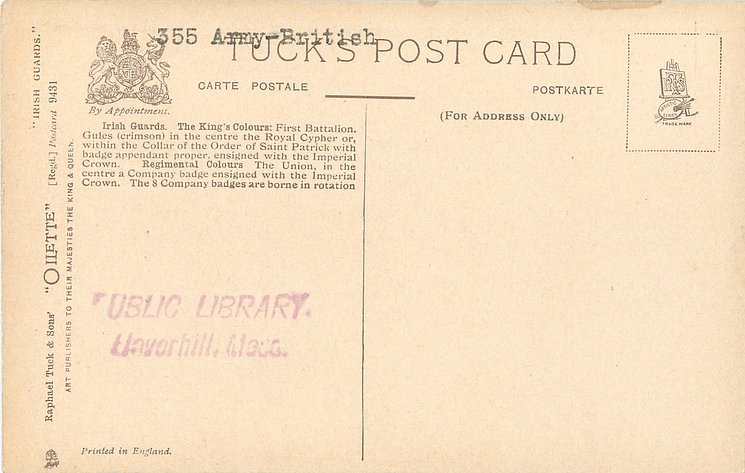 355 Army-British
TUCK'S POST CARD
CARTE POSTALE
POSTKARTE
By Appointment.
(FOR ADDRESS ONLY)
TRADE MARK
Irish Guards. The King's Colours: First Battalion.
Gules (crimson) in the centre the Royal Cypher or,
within the Collar of the Order of Saint Patrick with
badge appendant proper, ensigned with the Imperial
Crown. Regimental Colours The Union, in the
centre a Company badge ensigned with the Imperial
Crown. The 8 Company badges are borne in rotation
PUBLIC LIBRARY.
Haverhill, Mass.
Printed in England.
Raphael Tuck & Sons' "OILETTE" [Regd.] Postcard 9431
"IRISH GUARDS."
ART PUBLISHERS TO THEIR MAJESTIES THE KING & QUEEN.